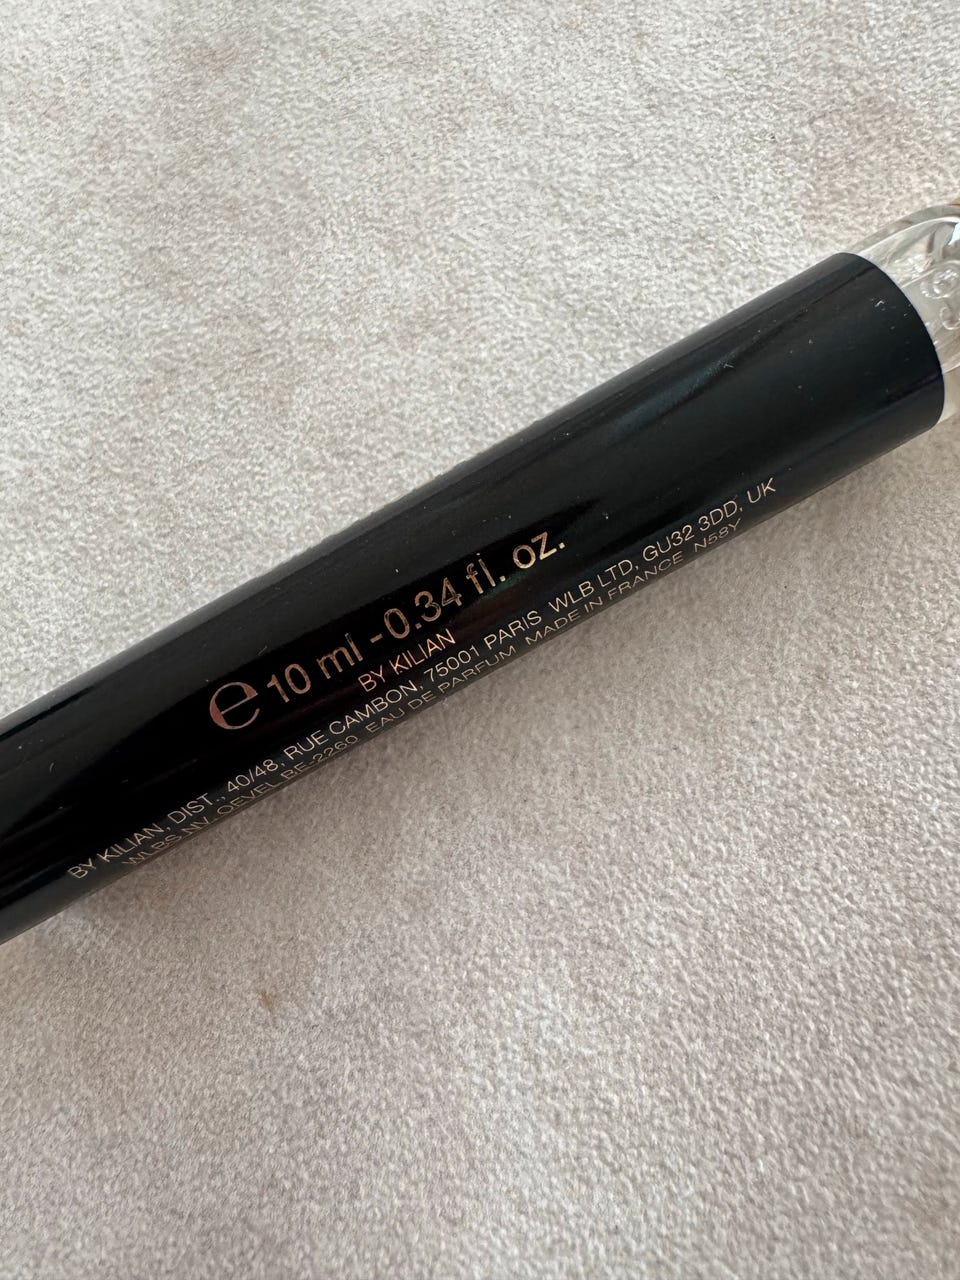 e 10 ml - 0.34 fl. oz.
BY KILIAN
BY KILIAN, DIST., 40/48, RUE CAMBON, 75001 PARIS WLB LTD, GU32 3DD, UK
WLBS NV, OEVEL BE-2260 EAU DE PARFUM MADE IN FRANCE N58Y